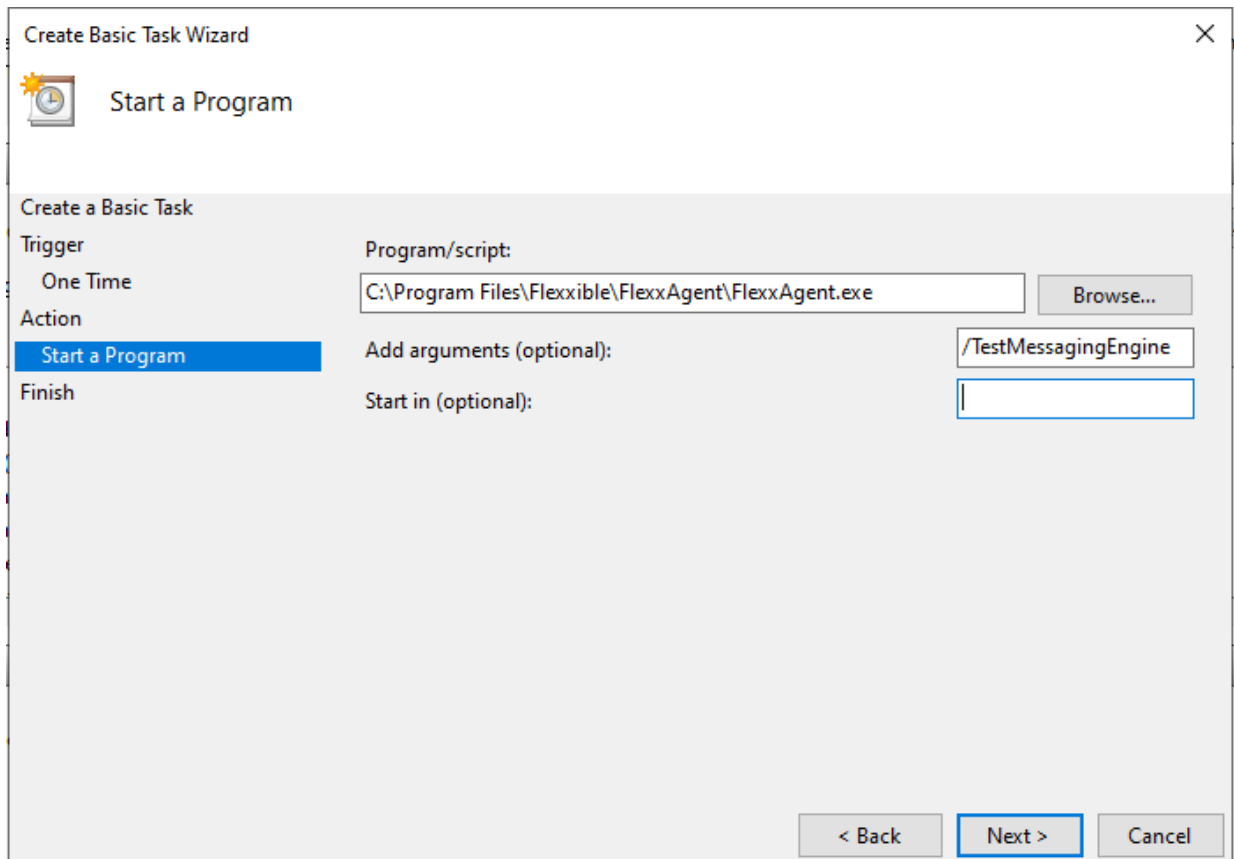 Create Basic Task Wizard
Start a Program
Create a Basic Task
Trigger
One Time
Action
Start a Program
Finish
Program/script:
C:\Program Files\Flexxible\FlexxAgent\FlexxAgent.exe
Browse...
Add arguments (optional):
/TestMessagingEngine
Start in (optional):
< Back
Next >
Cancel